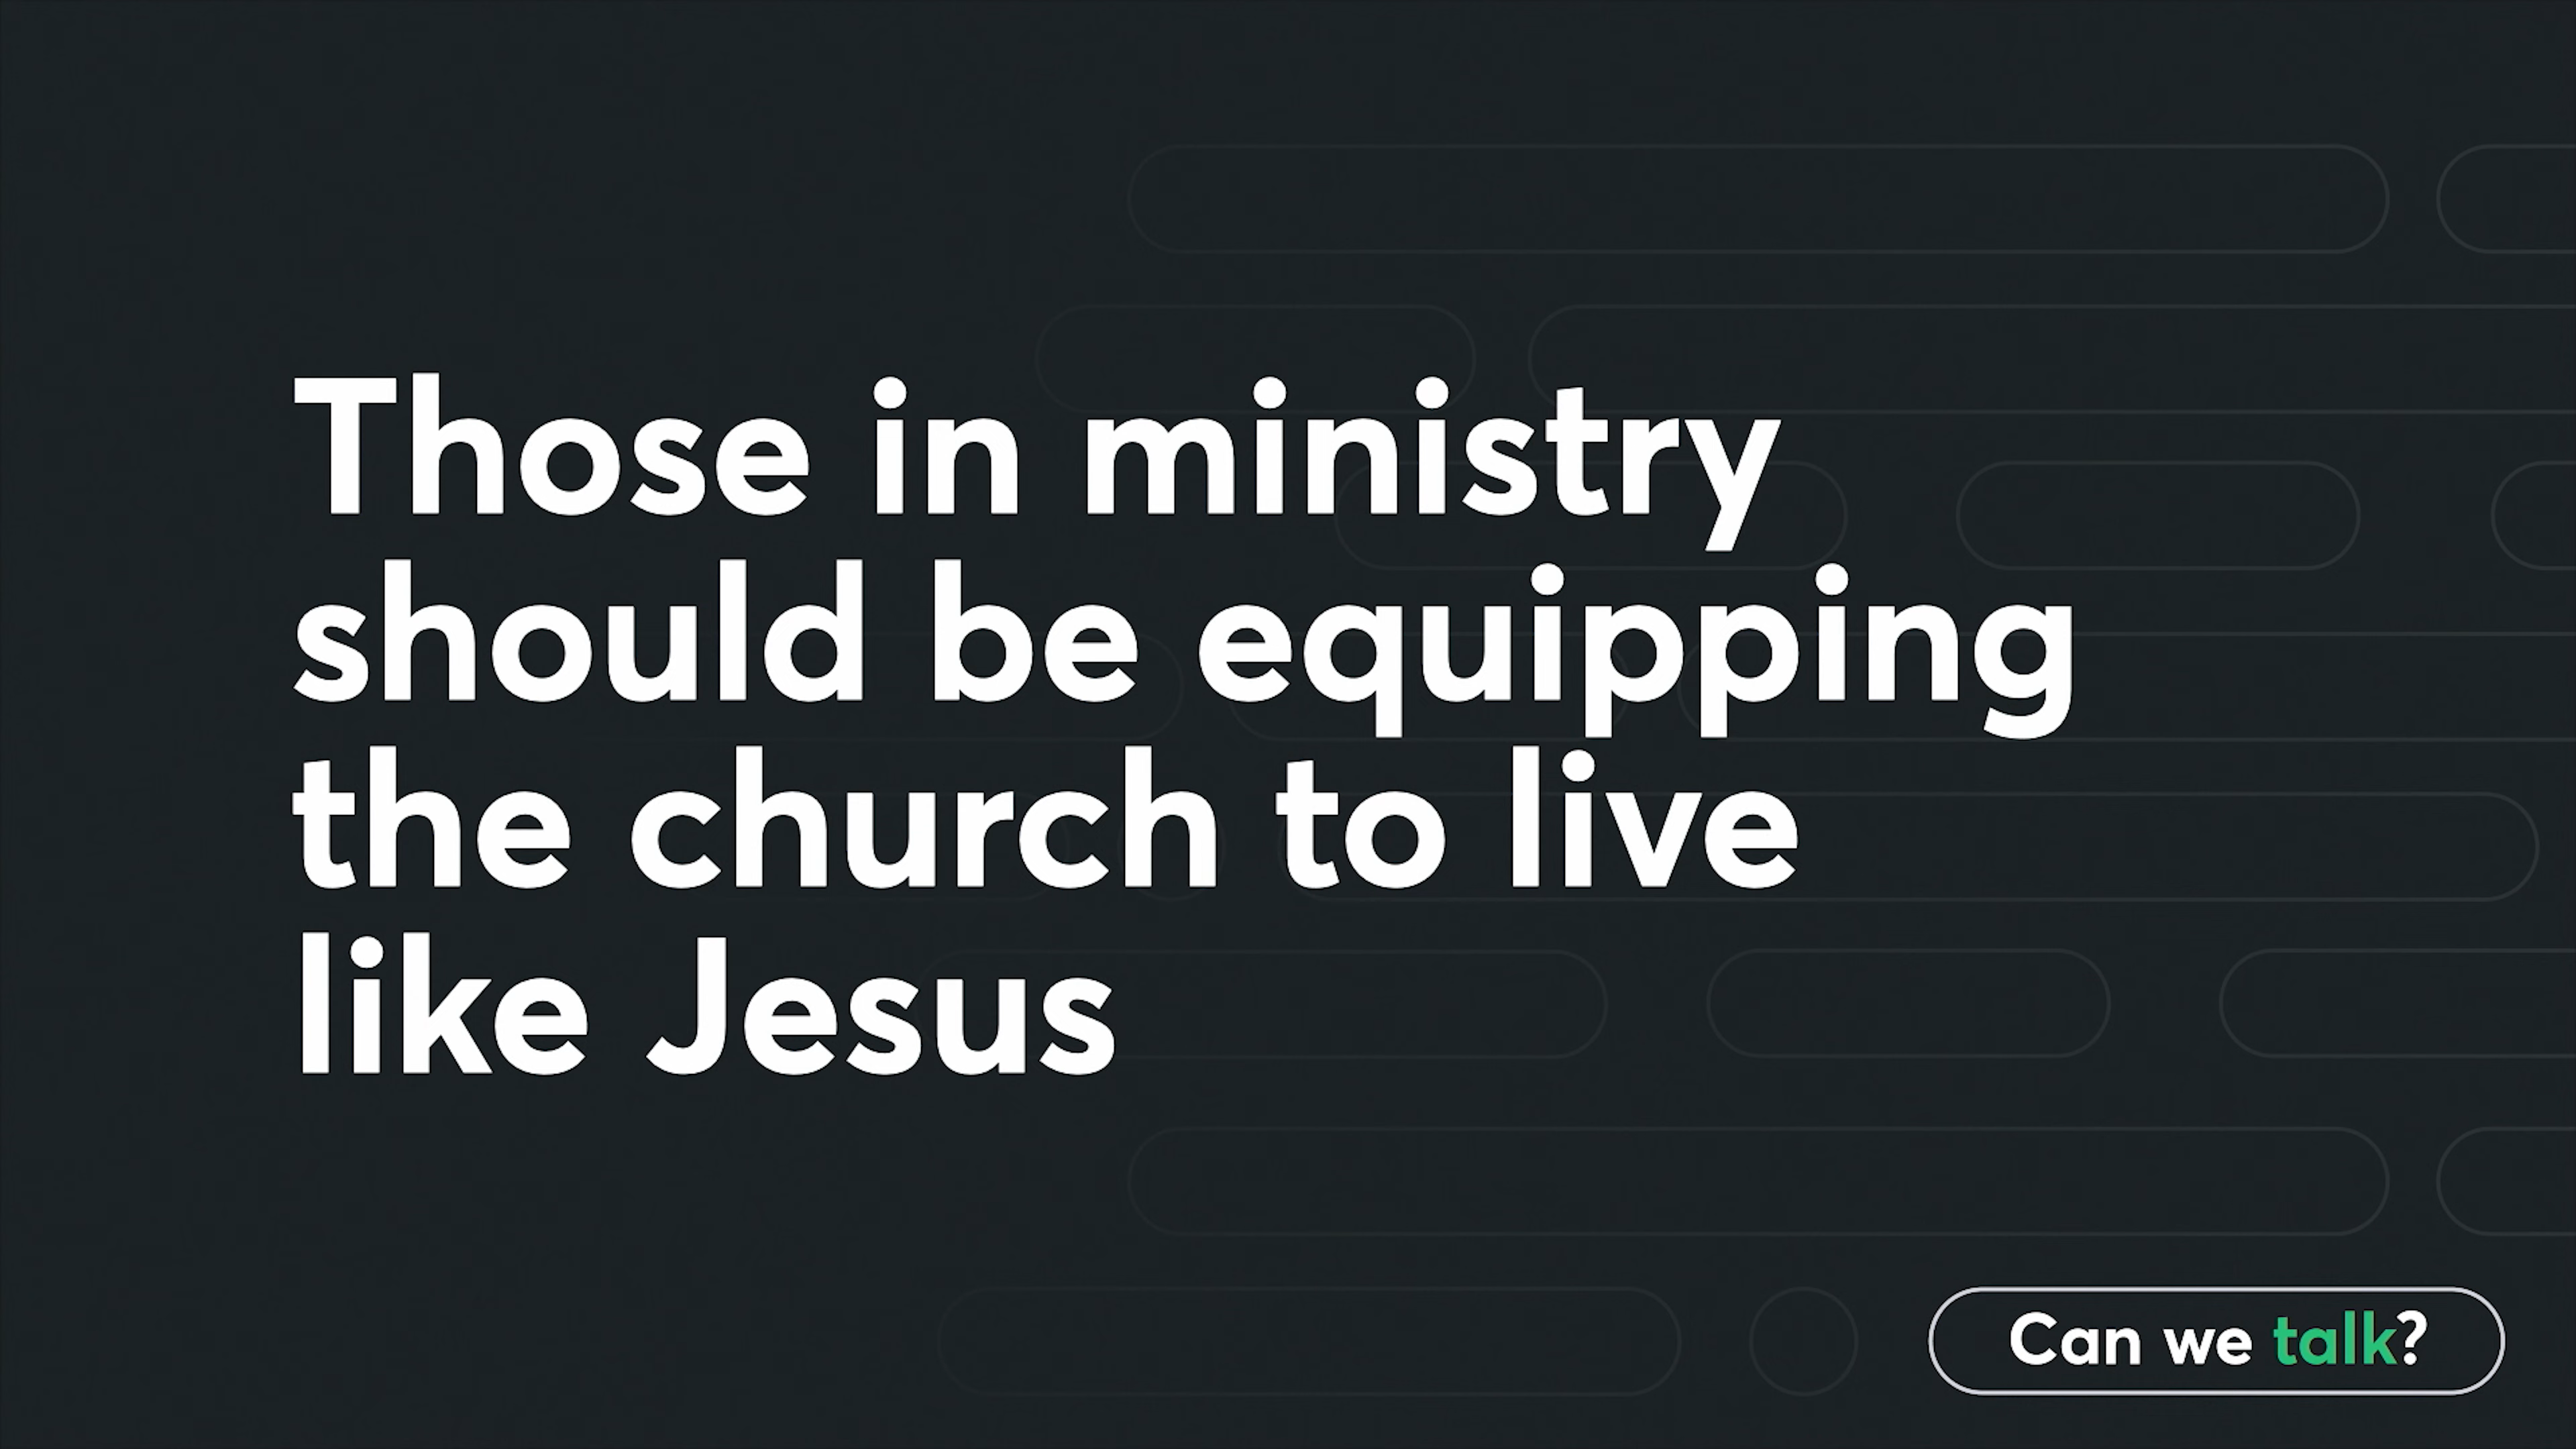 Those in ministry
should be equipping
the church to live
like Jesus
Can we talk?